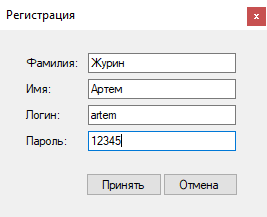 Регистрация
Фамилия: Журин
Имя: Артем
Логин: artem
Пароль: 12345
Принять Отмена